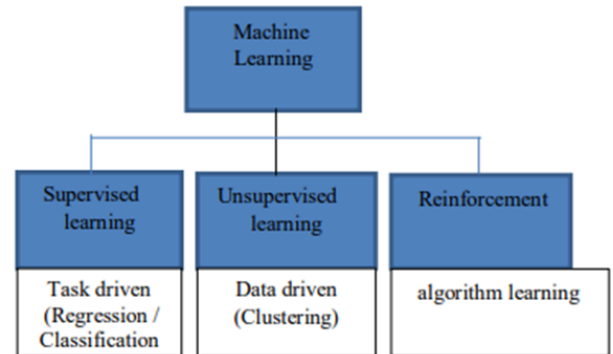 Machine
Learning
Supervised
learning
Unsupervised
learning
Reinforcement
Task driven
(Regression /
Classification
Data driven
(Clustering)
algorithm learning